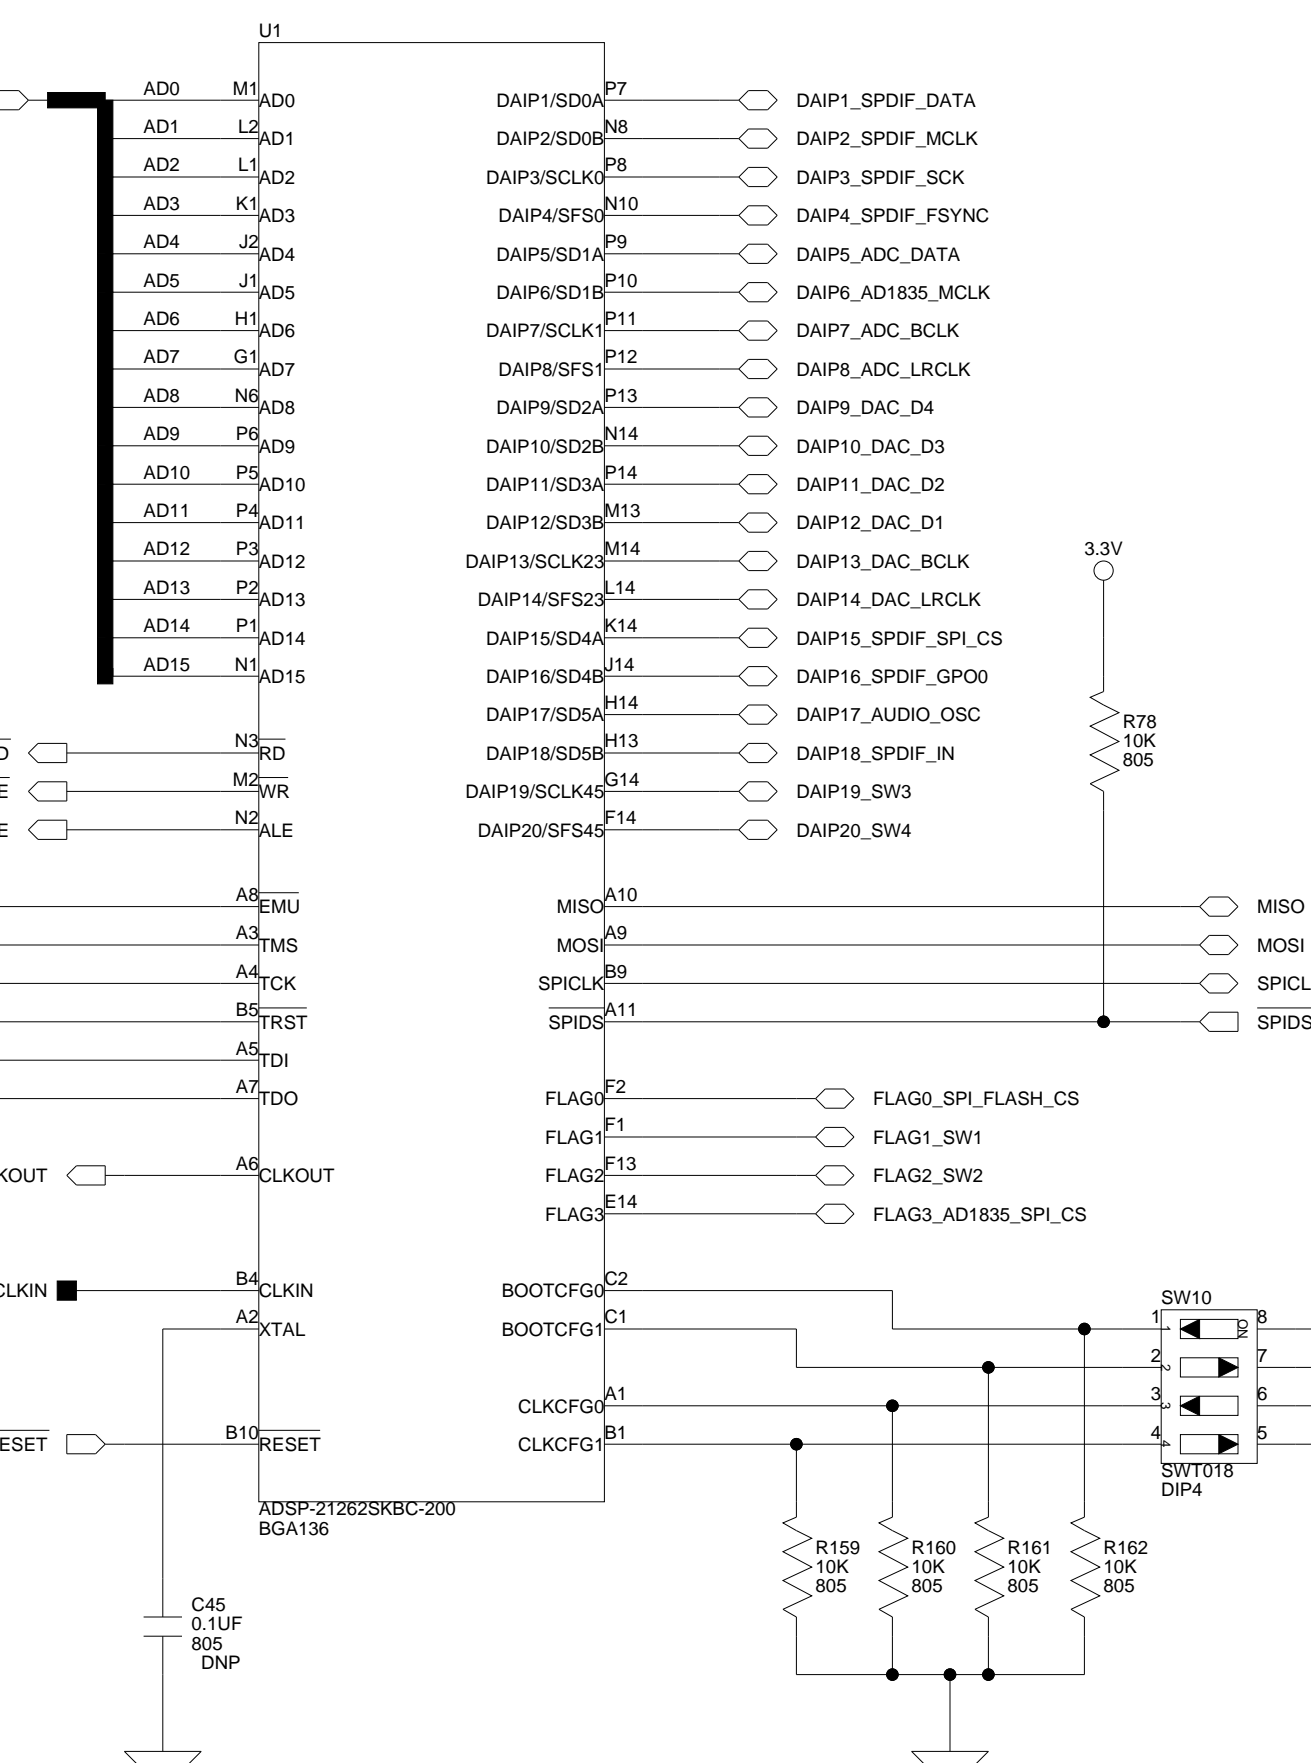 U1
AD0 M1 AD0 DAIP1/SD0A P7 DAIP1_SPDIF_DATA
AD1 L2 AD1 DAIP2/SD0B N8 DAIP2_SPDIF_MCLK
AD2 L1 AD2 DAIP3/SCLK0 P8 DAIP3_SPDIF_SCK
AD3 K1 AD3 DAIP4/SFS0 N10 DAIP4_SPDIF_FSYNC
AD4 J2 AD4 DAIP5/SD1A P9 DAIP5_ADC_DATA
AD5 J1 AD5 DAIP6/SD1B P10 DAIP6_AD1835_MCLK
AD6 H1 AD6 DAIP7/SCLK1 P11 DAIP7_ADC_BCLK
AD7 G1 AD7 DAIP8/SFS1 P12 DAIP8_ADC_LRCLK
AD8 N6 AD8 DAIP9/SD2A P13 DAIP9_DAC_D4
AD9 P6 AD9 DAIP10/SD2B N14 DAIP10_DAC_D3
AD10 P5 AD10 DAIP11/SD3A P14 DAIP11_DAC_D2
AD11 P4 AD11 DAIP12/SD3B M13 DAIP12_DAC_D1
AD12 P3 AD12 DAIP13/SCLK23 M14 DAIP13_DAC_BCLK
3.3V
AD13 P2 AD13 DAIP14/SFS23 L14 DAIP14_DAC_LRCLK
AD14 P1 AD14 DAIP15/SD4A K14 DAIP15_SPDIF_SPI_CS
AD15 N1 AD15 DAIP16/SD4B J14 DAIP16_SPDIF_GPO0
DAIP17/SD5A H14 DAIP17_AUDIO_OSC
R78
10K
805
D N3 RD DAIP18/SD5B H13 DAIP18_SPDIF_IN
E M2 WR DAIP19/SCLK45 G14 DAIP19_SW3
E N2 ALE DAIP20/SFS45 F14 DAIP20_SW4
A8 EMU MISO A10 MISO
A3 TMS MOSI A9 MOSI
A4 TCK SPICLK B9 SPICL
B5 TRST SPIDS A11 SPIDS
A5 TDI
A7 TDO FLAG0 F2 FLAG0_SPI_FLASH_CS
FLAG1 F1 FLAG1_SW1
KOUT A6 CLKOUT FLAG2 F13 FLAG2_SW2
FLAG3 E14 FLAG3_AD1835_SPI_CS
CLKIN B4 CLKIN BOOTCFG0 C2
A2 XTAL BOOTCFG1 C1
SW10
1 1 ON 8
2 2 7
CLKCFG0 A1 3 3 6
ESET B10 RESET CLKCFG1 B1 4 4 5
SWT018
DIP4
ADSP-21262SKBC-200
BGA136
R159
10K
805
R160
10K
805
R161
10K
805
R162
10K
805
C45
0.1UF
805
DNP